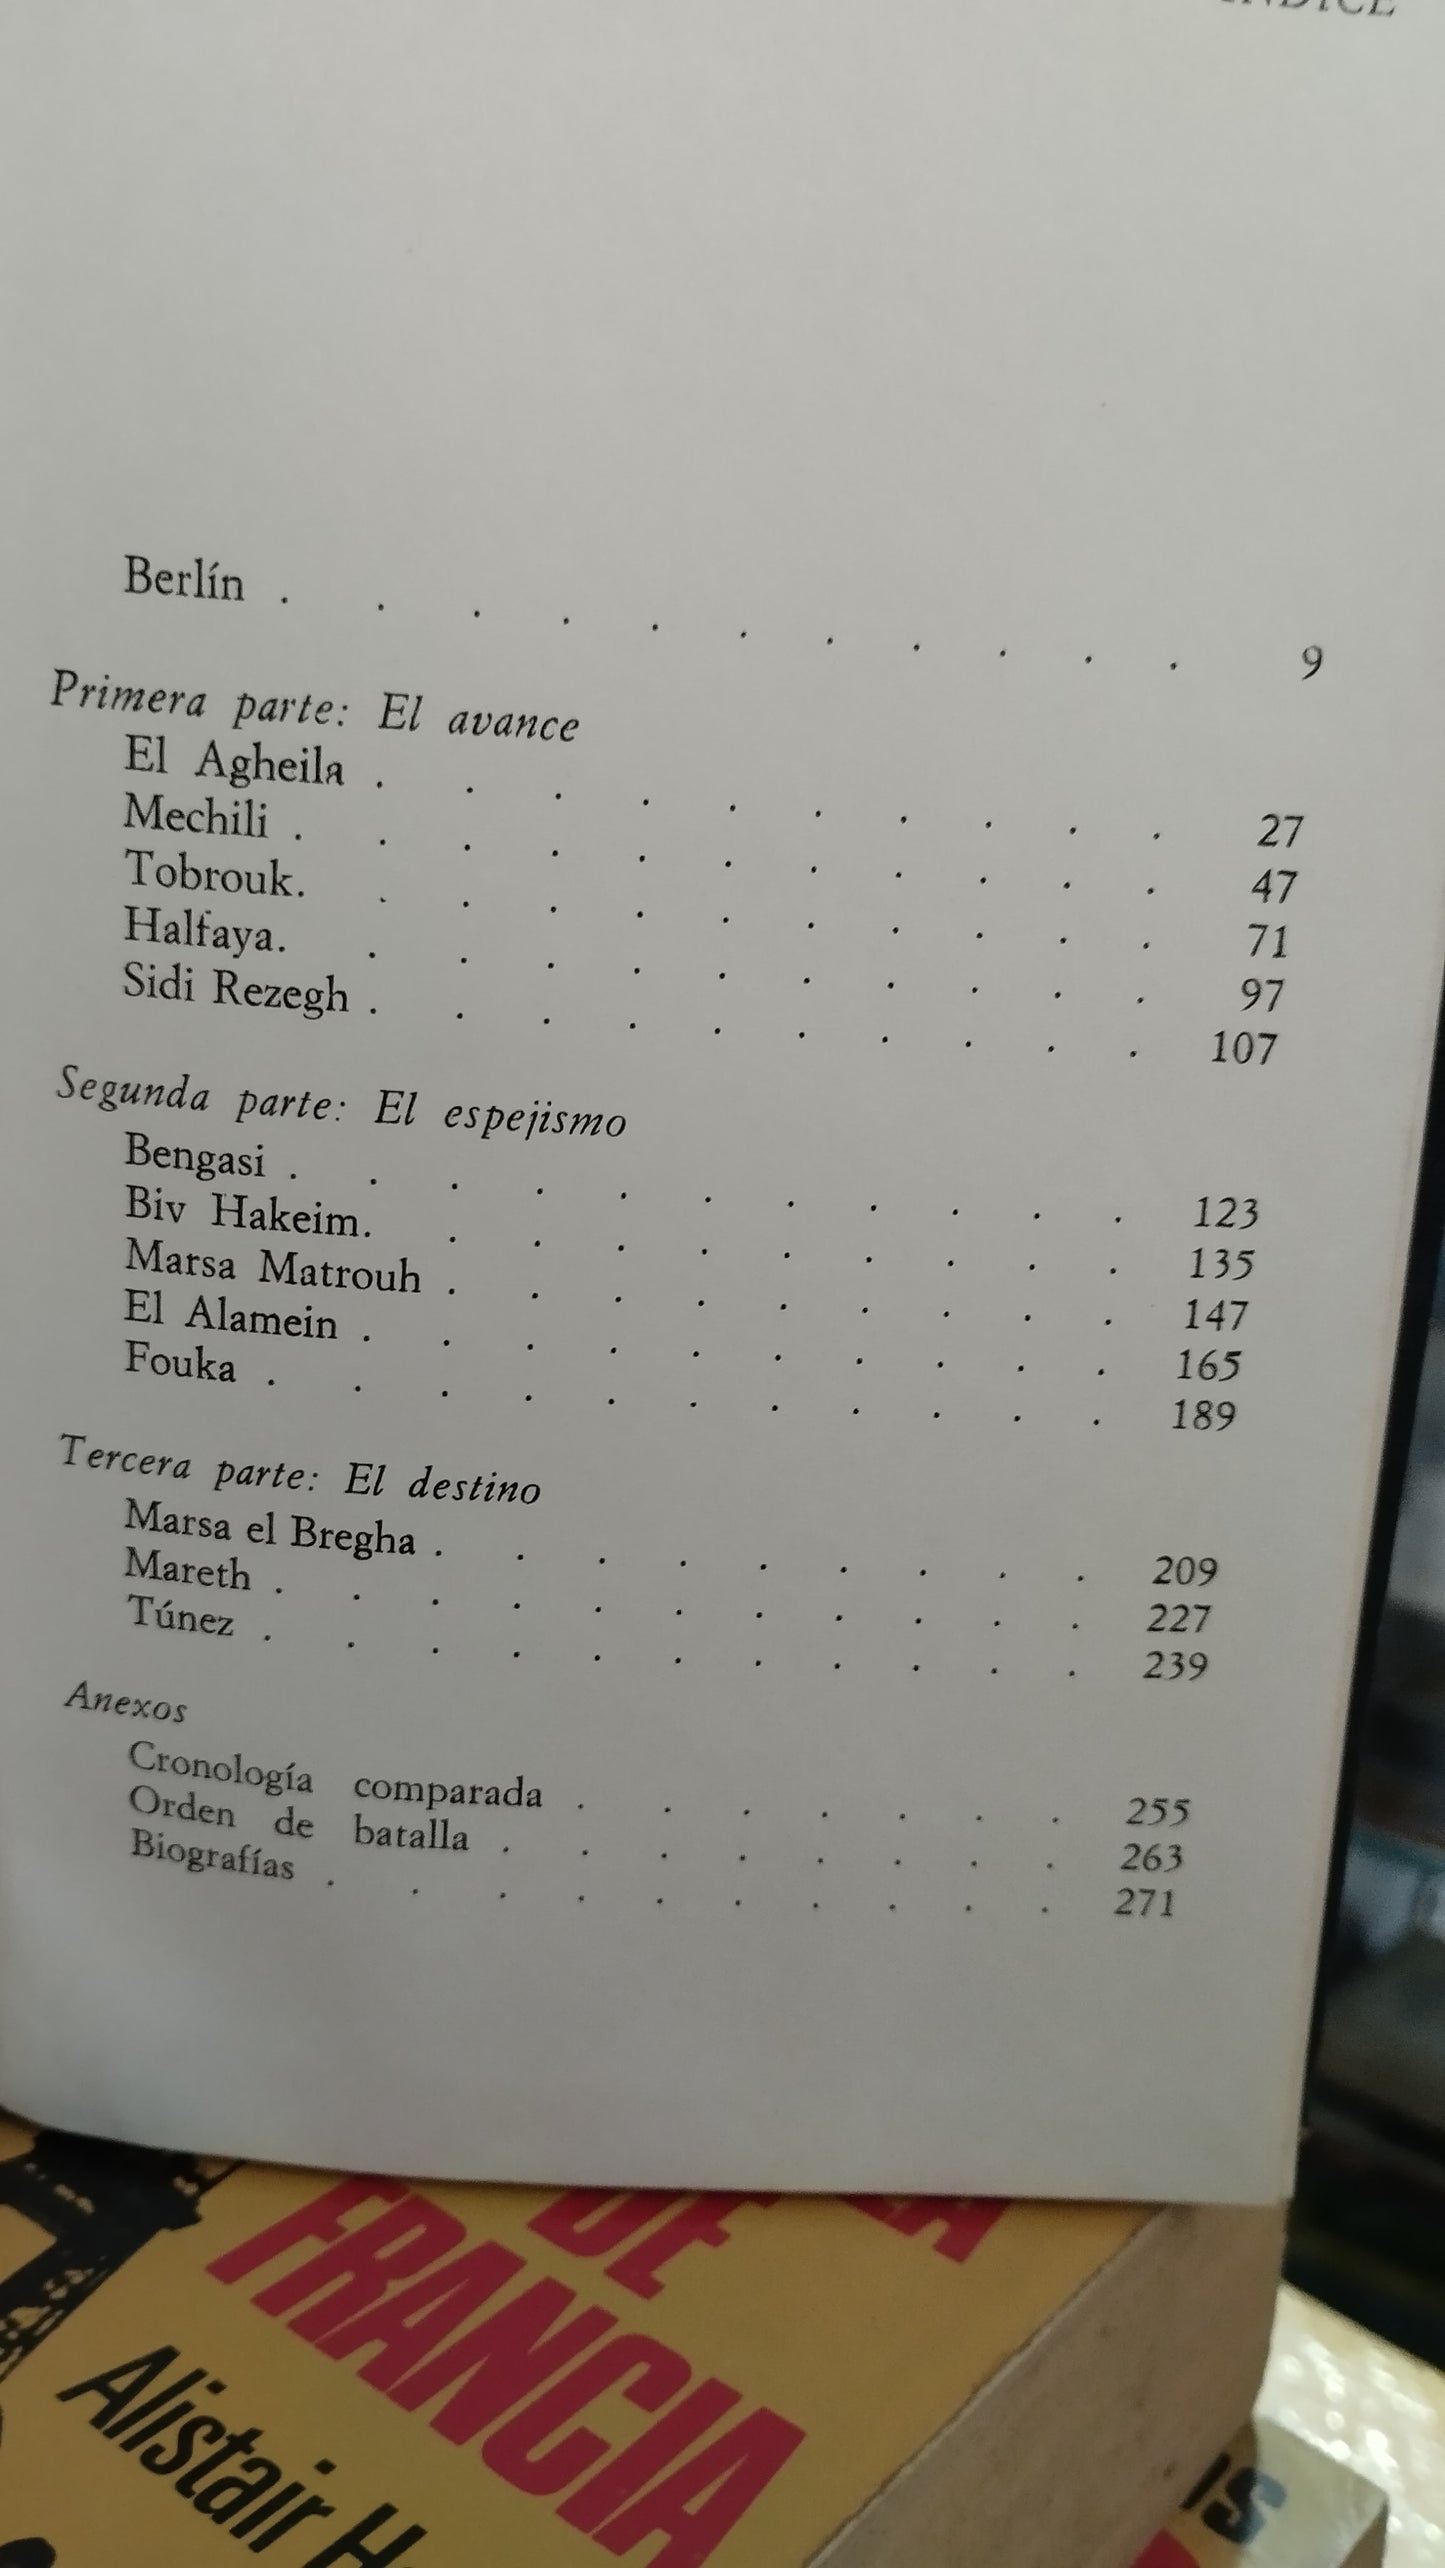 INDICE
Berlín . . . . . . . . . . . 9
Primera parte: El avance
El Agheila . . . . . . . . . . 27
Mechili . . . . . . . . . . . 47
Tobrouk. . . . . . . . . . . 71
Halfaya. . . . . . . . . . . 97
Sidi Rezegh . . . . . . . . . . 107
Segunda parte: El espejismo
Bengasi . . . . . . . . . . . 123
Biv Hakeim. . . . . . . . . . 135
Marsa Matrouh . . . . . . . . . 147
El Alamein . . . . . . . . . . 165
Fouka . . . . . . . . . . . 189
Tercera parte: El destino
Marsa el Bregha . . . . . . . . . 209
Mareth . . . . . . . . . . . 227
Túnez . . . . . . . . . . . 239
Anexos
Cronología comparada . . . . . . . 255
Orden de batalla . . . . . . . . 263
Biografías . . . . . . . . . . 271
DE
FRANCIA
Alistair